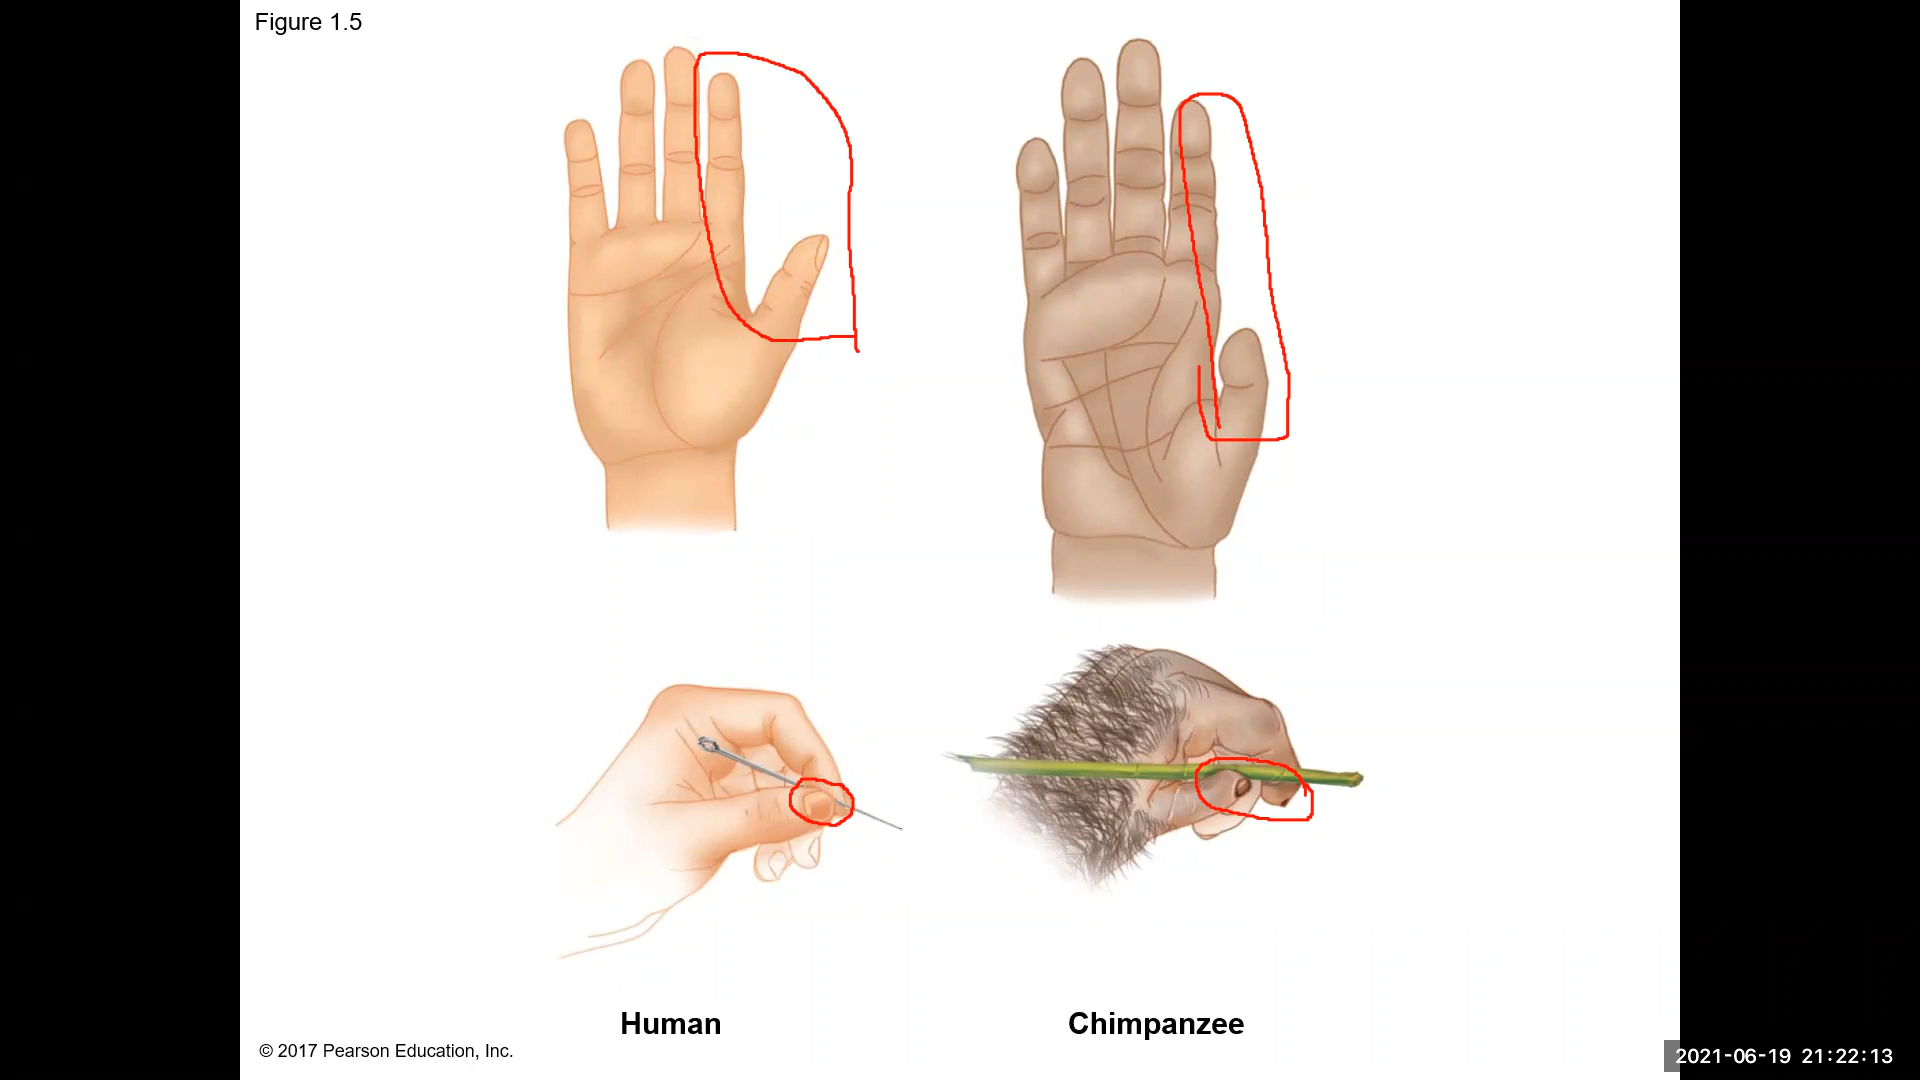 Figure 1.5
Human
Chimpanzee
© 2017 Pearson Education, Inc.
2021-06-19 21:22:13